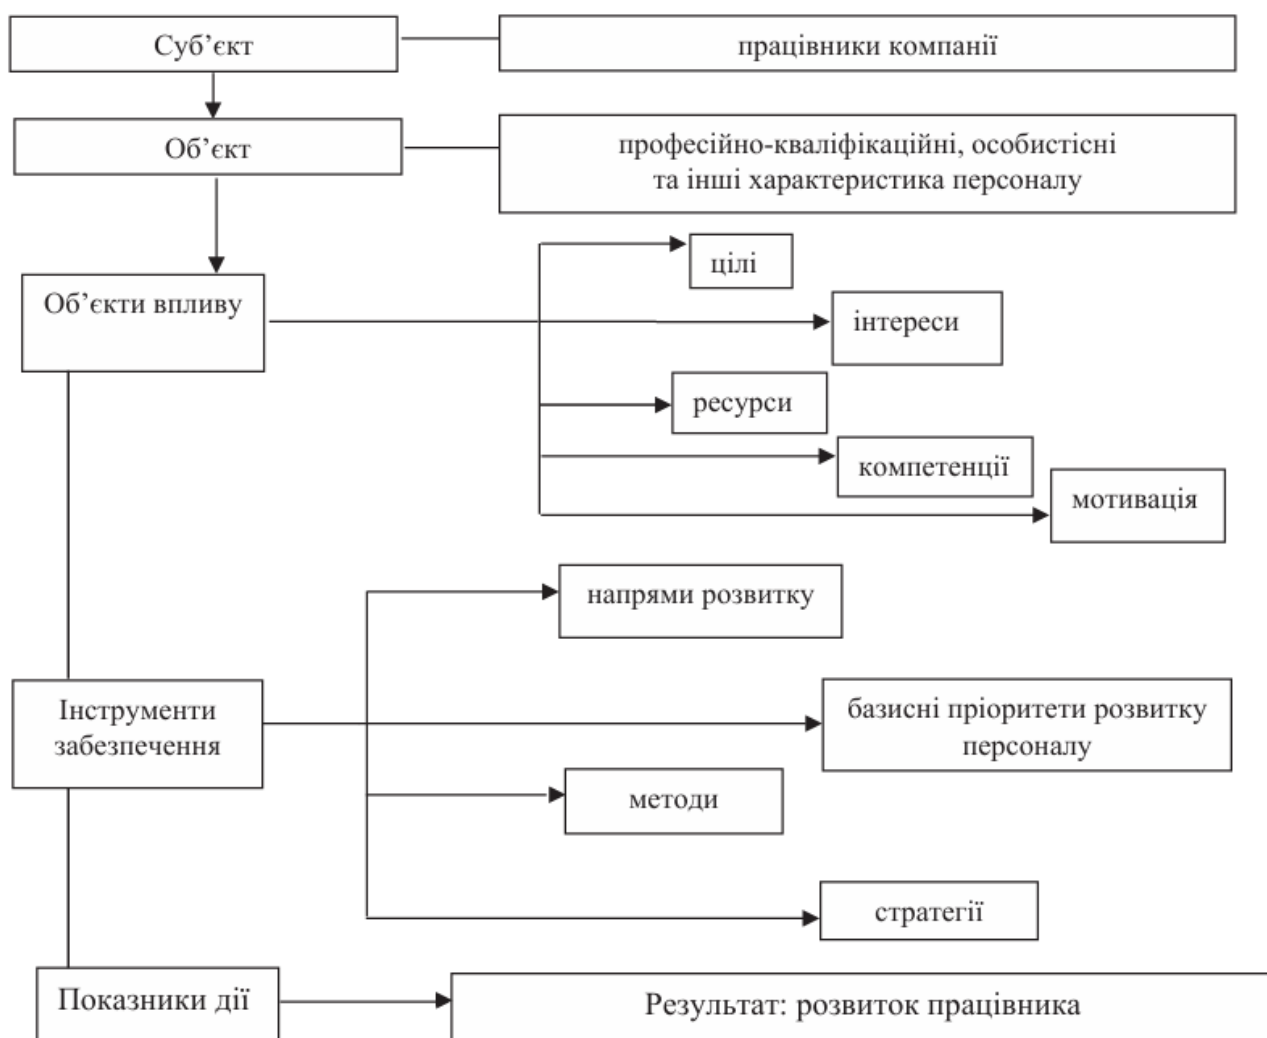 Суб’єкт
працівники компанії
Об’єкт
професійно-кваліфікаційні, особистісні
та інші характеристика персоналу
Об’єкти впливу
цілі
інтереси
ресурси
компетенції
мотивація
напрями розвитку
Інструменти
забезпечення
базисні пріоритети розвитку
персоналу
методи
стратегії
Показники дії
Результат: розвиток працівника